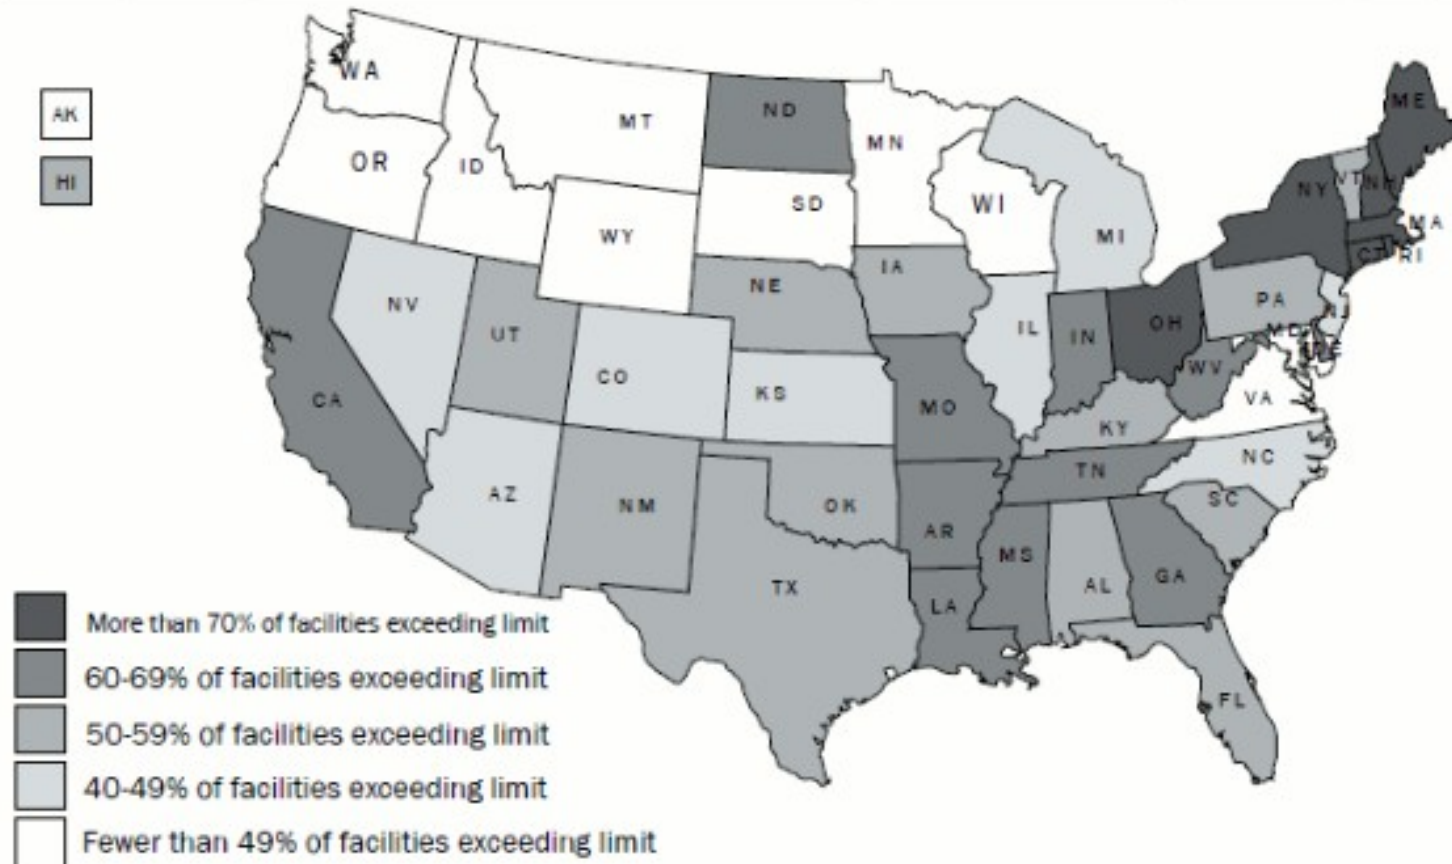 WA
AK
ME
ND
MT
MN
OR
ID
HI
NY
VT
NH
SD
WI
MA
WY
MI
CT
RI
IA
NE
NV
PA
UT
IL
OH
NJ
IN
MD
DE
CO
WV
KS
CA
MO
VA
KY
NC
TN
AZ
SC
NM
OK
AR
MS
GA
TX
AL
LA
More than 70% of facilities exceeding limit
60-69% of facilities exceeding limit
FL
50-59% of facilities exceeding limit
40-49% of facilities exceeding limit
Fewer than 49% of facilities exceeding limit